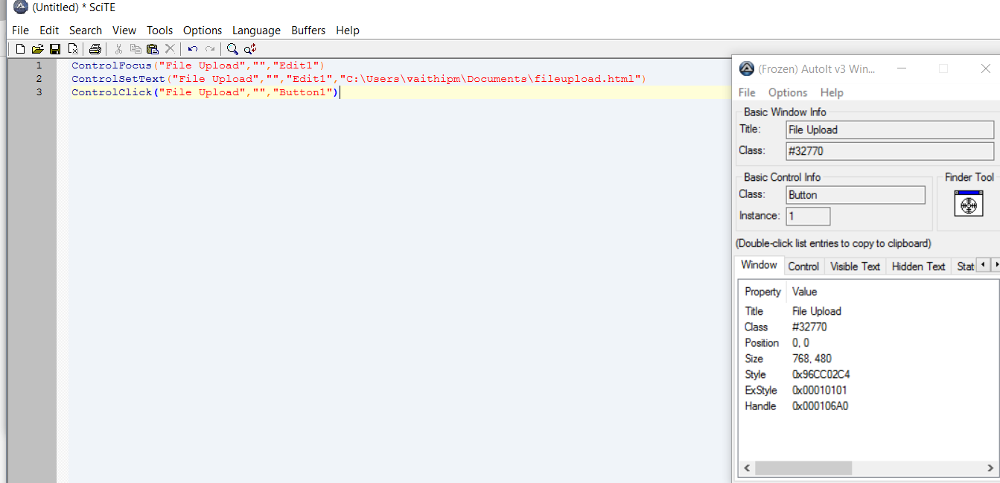 (Untitled) * SciTE
File Edit Search View Tools Options Language Buffers Help
1 ControlFocus("File Upload","","Edit1")
2 ControlSetText("File Upload","","Edit1","C:\Users\vaithipm\Documents\fileupload.html")
3 ControlClick("File Upload","","Button1")
(Frozen) AutoIt v3 Win...
File Options Help
Basic Window Info
Title: File Upload
Class: #32770
Basic Control Info Finder Tool
Class: Button
Instance: 1
(Double-click list entries to copy to clipboard)
Window Control Visible Text Hidden Text Stat
Property Value
Title File Upload
Class #32770
Position 0, 0
Size 768, 480
Style 0x96CC02C4
ExStyle 0x00010101
Handle 0x000106A0